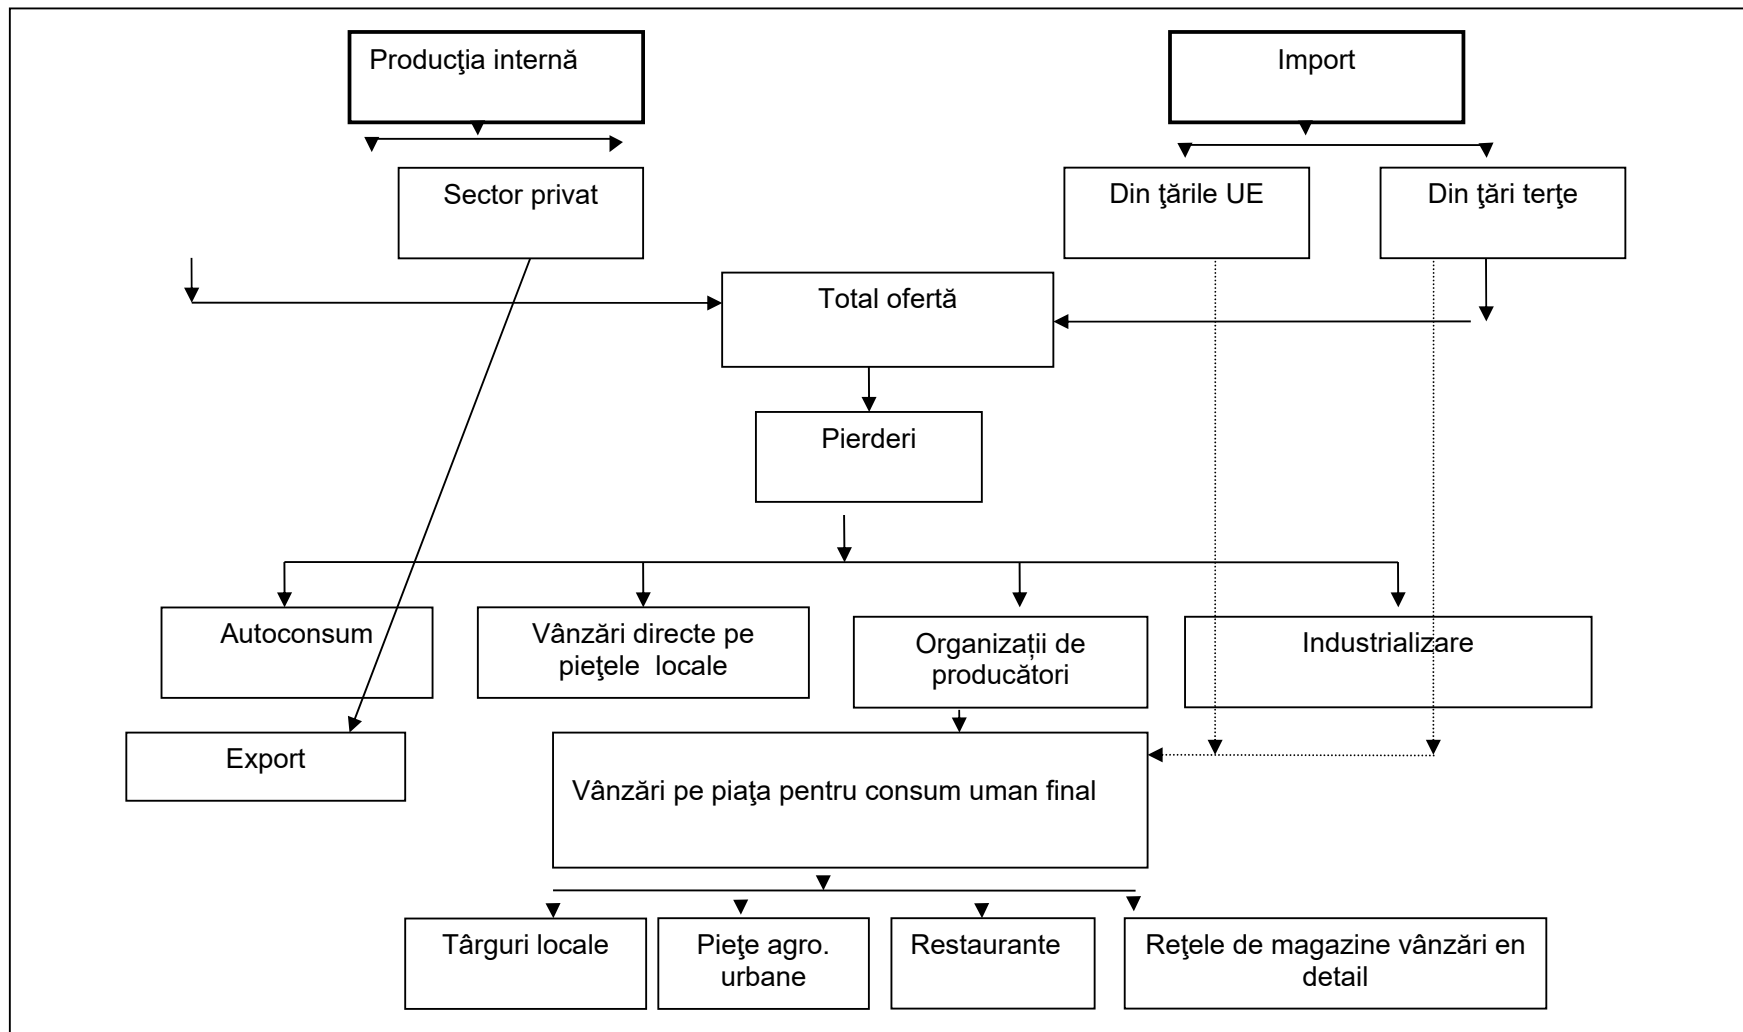 Producţia internă
Import
Sector privat
Din ţările UE
Din ţări terţe
Total ofertă
Pierderi
Autoconsum
Vânzări directe pe
pieţele  locale
Organizații de
producători
Industrializare
Export
Vânzări pe piaţa pentru consum uman final
Târguri locale
Pieţe agro.
urbane
Restaurante
Reţele de magazine vânzări en
detail